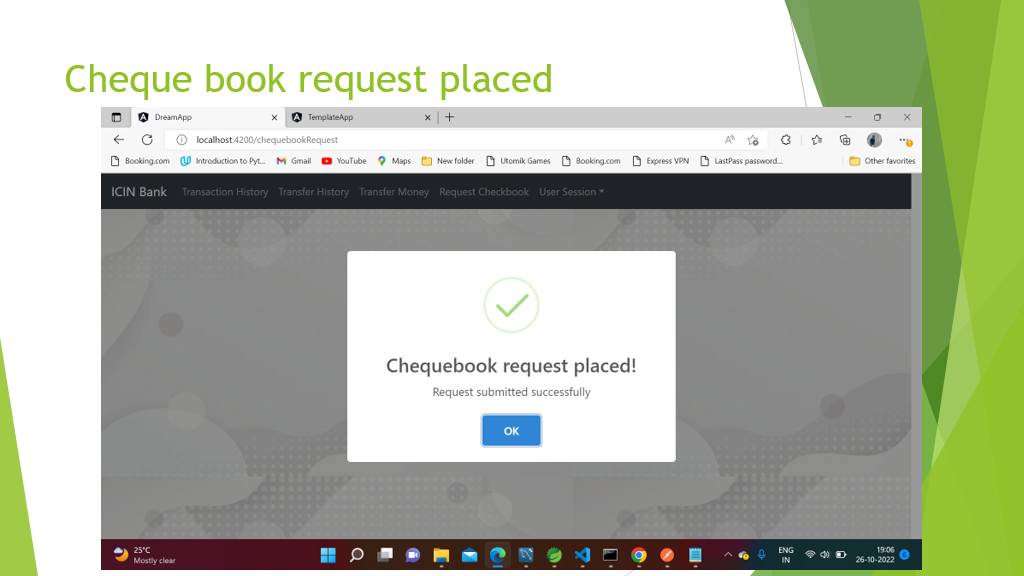 Cheque book request placed
DreamApp
TemplateApp
localhost:4200/chequebookRequest
Booking.com
Introduction to Pyt...
Gmail
YouTube
Maps
New folder
Utomik Games
Booking.com
Express VPN
LastPass password...
Other favorites
ICIN Bank
Transaction History
Transfer History
Transfer Money
Request Checkbook
User Session
Chequebook request placed!
Request submitted successfully
OK
25°C
Mostly clear
ENG
IN
19:06
26-10-2022